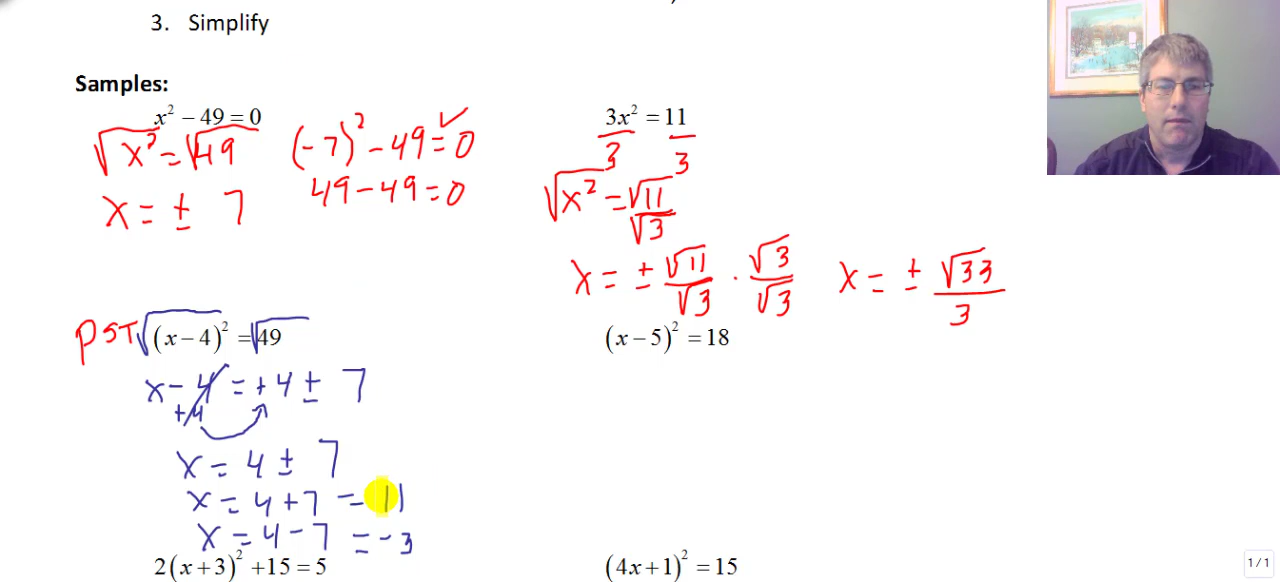 3. Simplify
Samples:
x² − 49 = 0
√x² = √49
x = ± 7
(-7)² − 49 = 0 ✓
49 − 49 = 0
3x² = 11
3 3
√x² = √11/√3
x = ± √11/√3 · √3/√3
x = ± √33/3
PST √(x − 4)² = √49
x − 4 = +4 ± 7
+4
x = 4 ± 7
x = 4 + 7 = 11
x = 4 − 7 = −3
(x − 5)² = 18
2(x + 3)² + 15 = 5
(4x + 1)² = 15
1 / 1